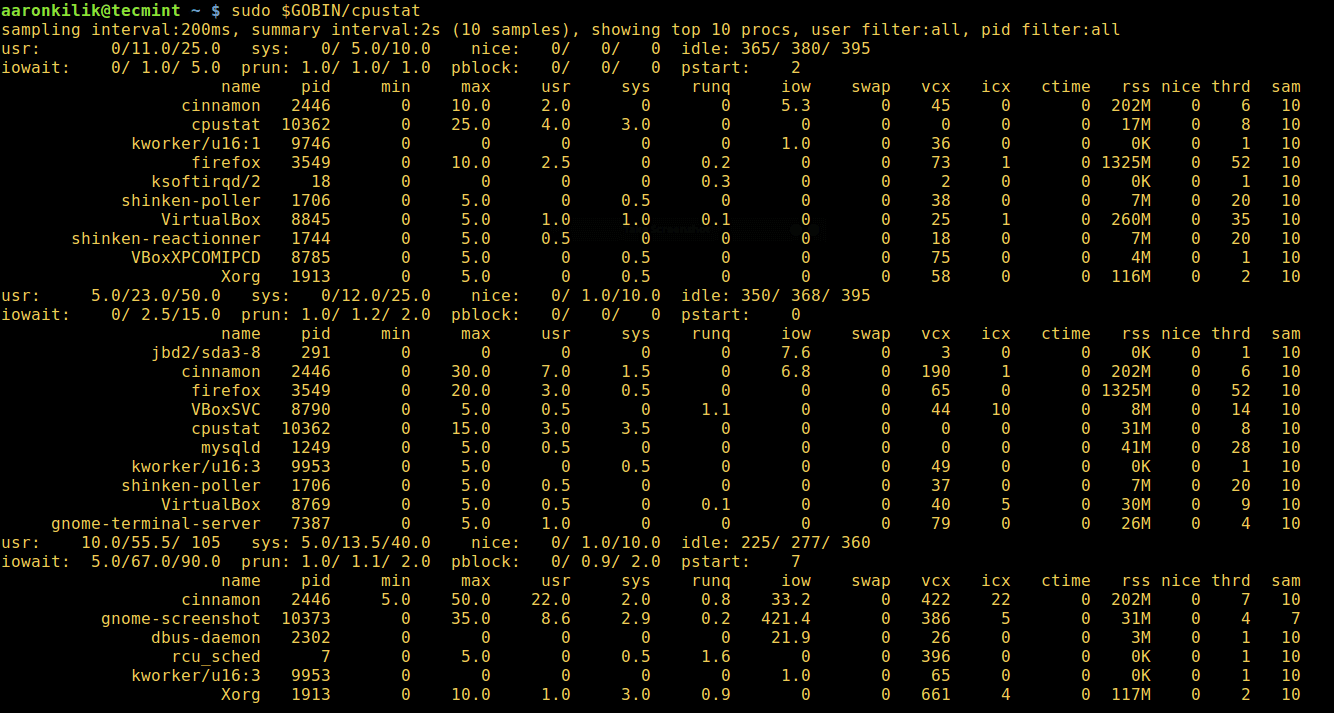 aaronkilik@tecmint ~ $ sudo $GOBIN/cpustat
sampling interval:200ms, summary interval:2s (10 samples), showing top 10 procs, user filter:all, pid filter:all
usr: 0/11.0/25.0 sys: 0/ 5.0/10.0 nice: 0/ 0/ 0 idle: 365/ 380/ 395
iowait: 0/ 1.0/ 5.0 prun: 1.0/ 1.0/ 1.0 pblock: 0/ 0/ 0 pstart: 2
name pid min max usr sys runq iow swap vcx icx ctime rss nice thrd sam
cinnamon 2446 0 10.0 2.0 0 0 5.3 0 45 0 0 202M 0 6 10
cpustat 10362 0 25.0 4.0 3.0 0 0 0 0 0 0 17M 0 8 10
kworker/u16:1 9746 0 0 0 0 0 1.0 0 36 0 0 0K 0 1 10
firefox 3549 0 10.0 2.5 0 0.2 0 0 73 1 0 1325M 0 52 10
ksoftirqd/2 18 0 0 0 0 0.3 0 0 2 0 0 0K 0 1 10
shinken-poller 1706 0 5.0 0 0.5 0 0 0 38 0 0 7M 0 20 10
VirtualBox 8845 0 5.0 1.0 1.0 0.1 0 0 25 1 0 260M 0 35 10
shinken-reactionner 1744 0 5.0 0.5 0 0 0 0 18 0 0 7M 0 20 10
VBoxXPCOMIPCD 8785 0 5.0 0 0.5 0 0 0 75 0 0 4M 0 1 10
Xorg 1913 0 5.0 0 0.5 0 0 0 58 0 0 116M 0 2 10
usr: 5.0/23.0/50.0 sys: 0/12.0/25.0 nice: 0/ 1.0/10.0 idle: 350/ 368/ 395
iowait: 0/ 2.5/15.0 prun: 1.0/ 1.2/ 2.0 pblock: 0/ 0/ 0 pstart: 0
name pid min max usr sys runq iow swap vcx icx ctime rss nice thrd sam
jbd2/sda3-8 291 0 0 0 0 0 7.6 0 3 0 0 0K 0 1 10
cinnamon 2446 0 30.0 7.0 1.5 0 6.8 0 190 1 0 202M 0 6 10
firefox 3549 0 20.0 3.0 0.5 0 0 0 65 0 0 1325M 0 52 10
VBoxSVC 8790 0 5.0 0.5 0 1.1 0 0 44 10 0 8M 0 14 10
cpustat 10362 0 15.0 3.0 3.5 0 0 0 0 0 0 31M 0 8 10
mysqld 1249 0 5.0 0.5 0 0 0 0 0 0 0 41M 0 28 10
kworker/u16:3 9953 0 5.0 0 0.5 0 0 0 49 0 0 0K 0 1 10
shinken-poller 1706 0 5.0 0.5 0 0 0 0 37 0 0 7M 0 20 10
VirtualBox 8769 0 5.0 0.5 0 0.1 0 0 40 5 0 30M 0 9 10
gnome-terminal-server 7387 0 5.0 1.0 0 0 0 0 79 0 0 26M 0 4 10
usr: 10.0/55.5/ 105 sys: 5.0/13.5/40.0 nice: 0/ 1.0/10.0 idle: 225/ 277/ 360
iowait: 5.0/67.0/90.0 prun: 1.0/ 1.1/ 2.0 pblock: 0/ 0.9/ 2.0 pstart: 7
name pid min max usr sys runq iow swap vcx icx ctime rss nice thrd sam
cinnamon 2446 5.0 50.0 22.0 2.0 0.8 33.2 0 422 22 0 202M 0 7 10
gnome-screenshot 10373 0 35.0 8.6 2.9 0.2 421.4 0 386 5 0 31M 0 4 7
dbus-daemon 2302 0 0 0 0 0 21.9 0 26 0 0 3M 0 1 10
rcu_sched 7 0 5.0 0 0.5 1.6 0 0 396 0 0 0K 0 1 10
kworker/u16:3 9953 0 0 0 0 0 1.0 0 65 0 0 0K 0 1 10
Xorg 1913 0 10.0 1.0 3.0 0.9 0 0 661 4 0 117M 0 2 10